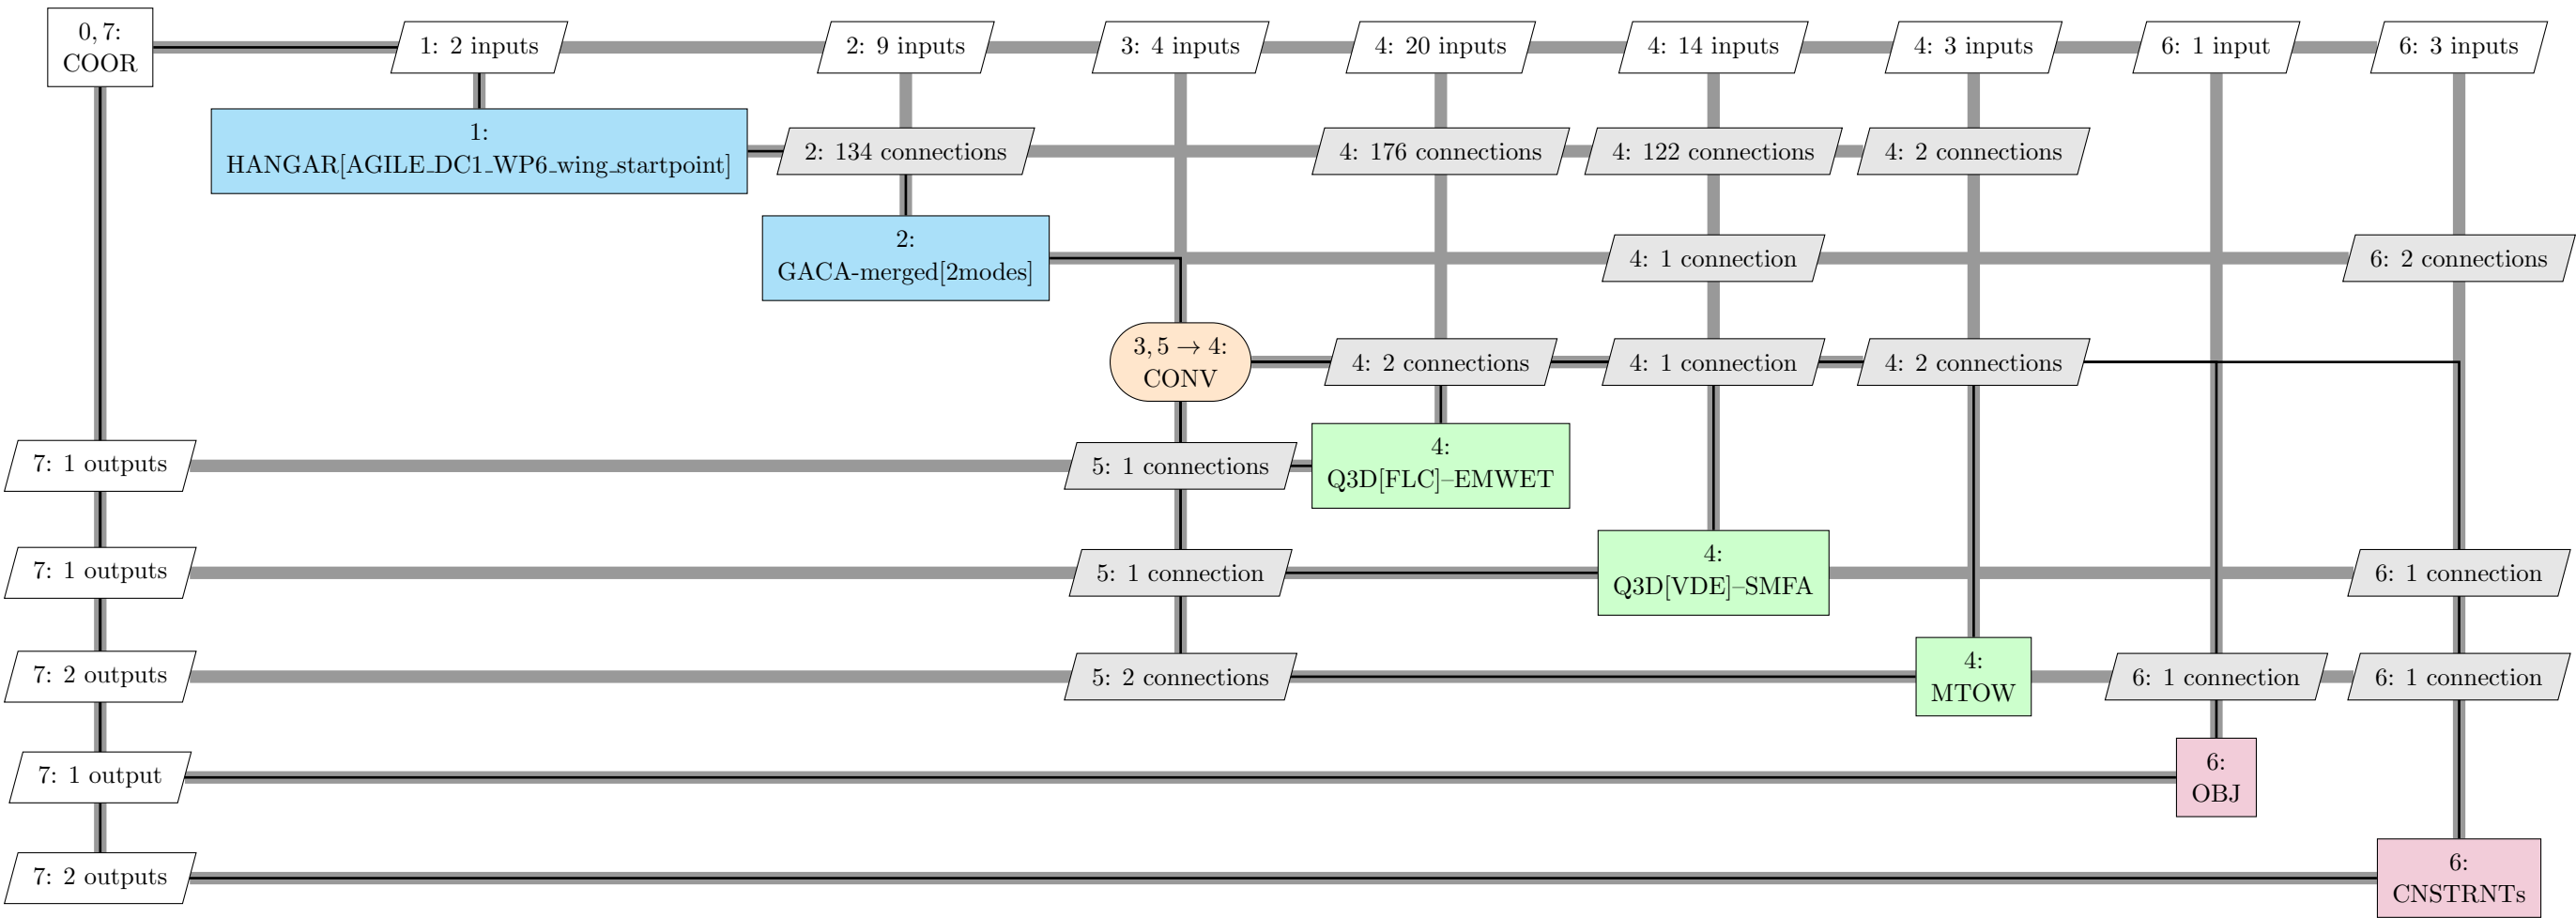 0, 7:
COOR
1: 2 inputs
2: 9 inputs
3: 4 inputs
4: 20 inputs
4: 14 inputs
4: 3 inputs
6: 1 input
6: 3 inputs
1:
HANGAR[AGILE_DC1_WP6_wing_startpoint]
2: 134 connections
4: 176 connections
4: 122 connections
4: 2 connections
2:
GACA-merged[2modes]
4: 1 connection
6: 2 connections
3, 5 → 4:
CONV
4: 2 connections
4: 1 connection
4: 2 connections
7: 1 outputs
5: 1 connections
4:
Q3D[FLC]–EMWET
7: 1 outputs
5: 1 connection
4:
Q3D[VDE]–SMFA
6: 1 connection
7: 2 outputs
5: 2 connections
4:
MTOW
6: 1 connection
6: 1 connection
7: 1 output
6:
OBJ
7: 2 outputs
6:
CNSTRNTs